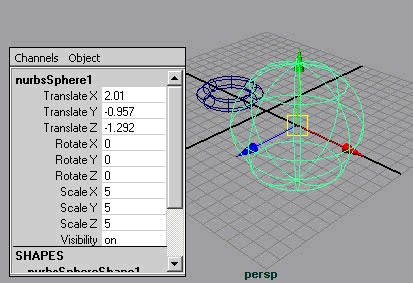 Channels Object
nurbsSphere1
Translate X 2.01
Translate Y -0.957
Translate Z -1.292
Rotate X 0
Rotate Y 0
Rotate Z 0
Scale X 5
Scale Y 5
Scale Z 5
Visibility on
SHAPES
nurbsSphereShape1
persp